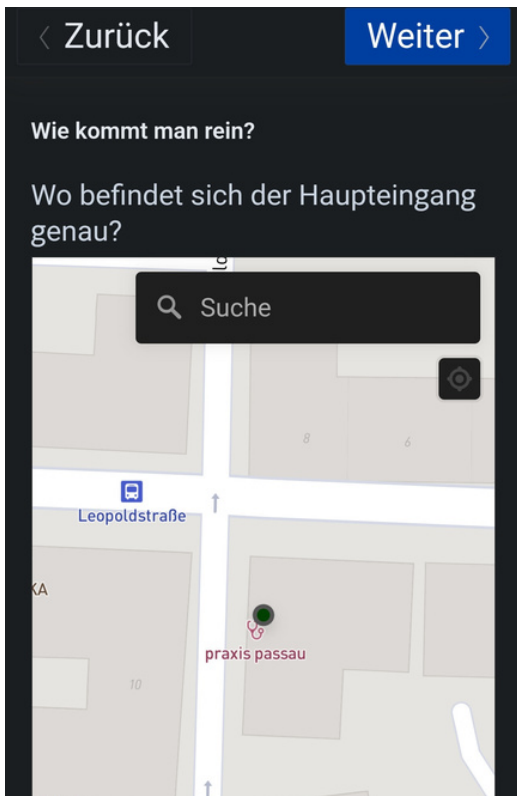 Zurück
Weiter
Wie kommt man rein?
Wo befindet sich der Haupteingang
genau?
Suche
8
6
Leopoldstraße
KA
praxis passau
10